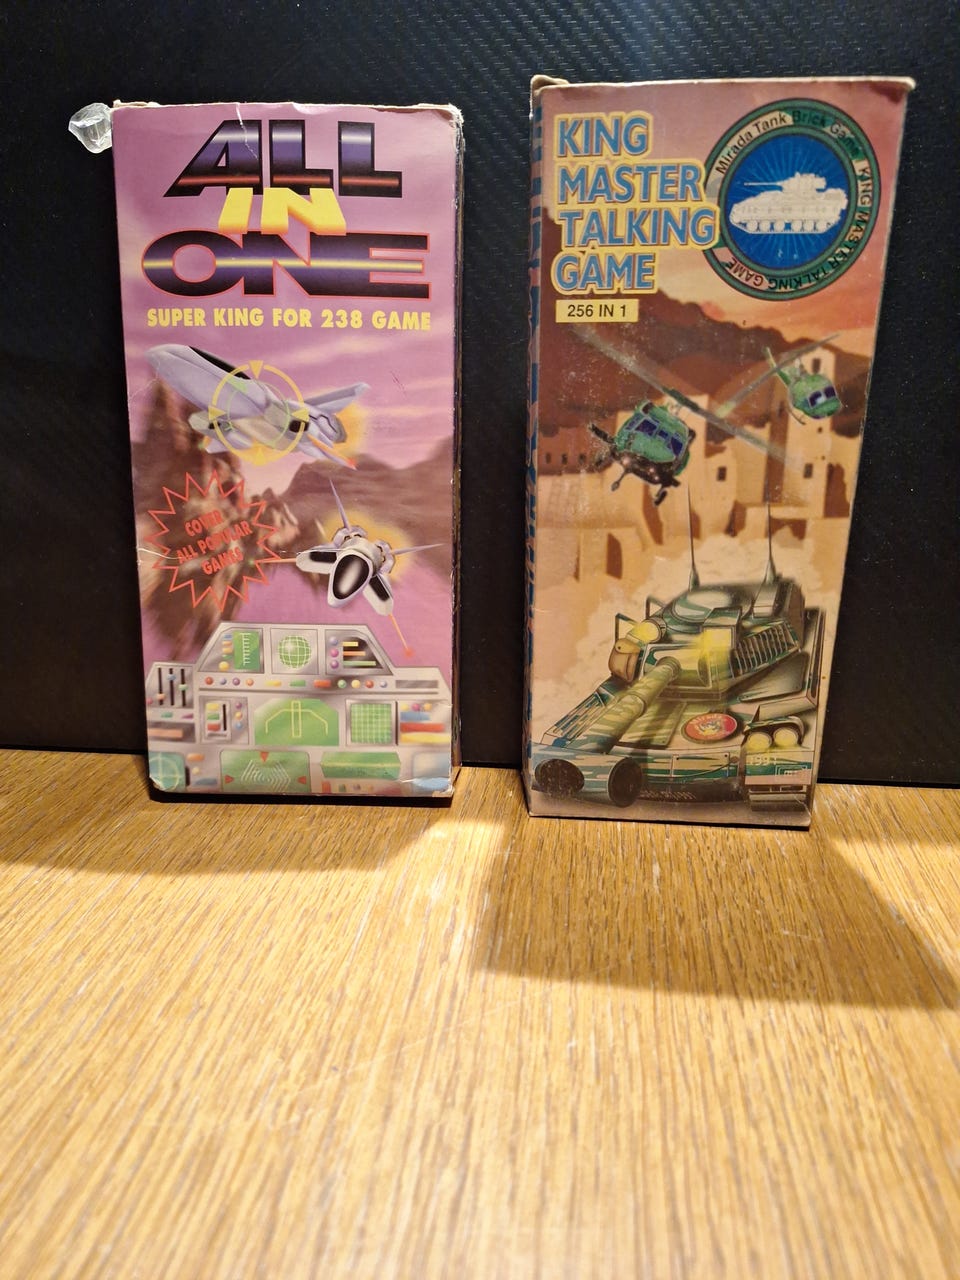 ALL
IN
ONE
SUPER KING FOR 238 GAME
COVER
ALL POPULAR
GAMES
KING
MASTER
TALKING
GAME
256 IN 1
Mirada Tank Brick Game
KING MASTER TALKING GAME